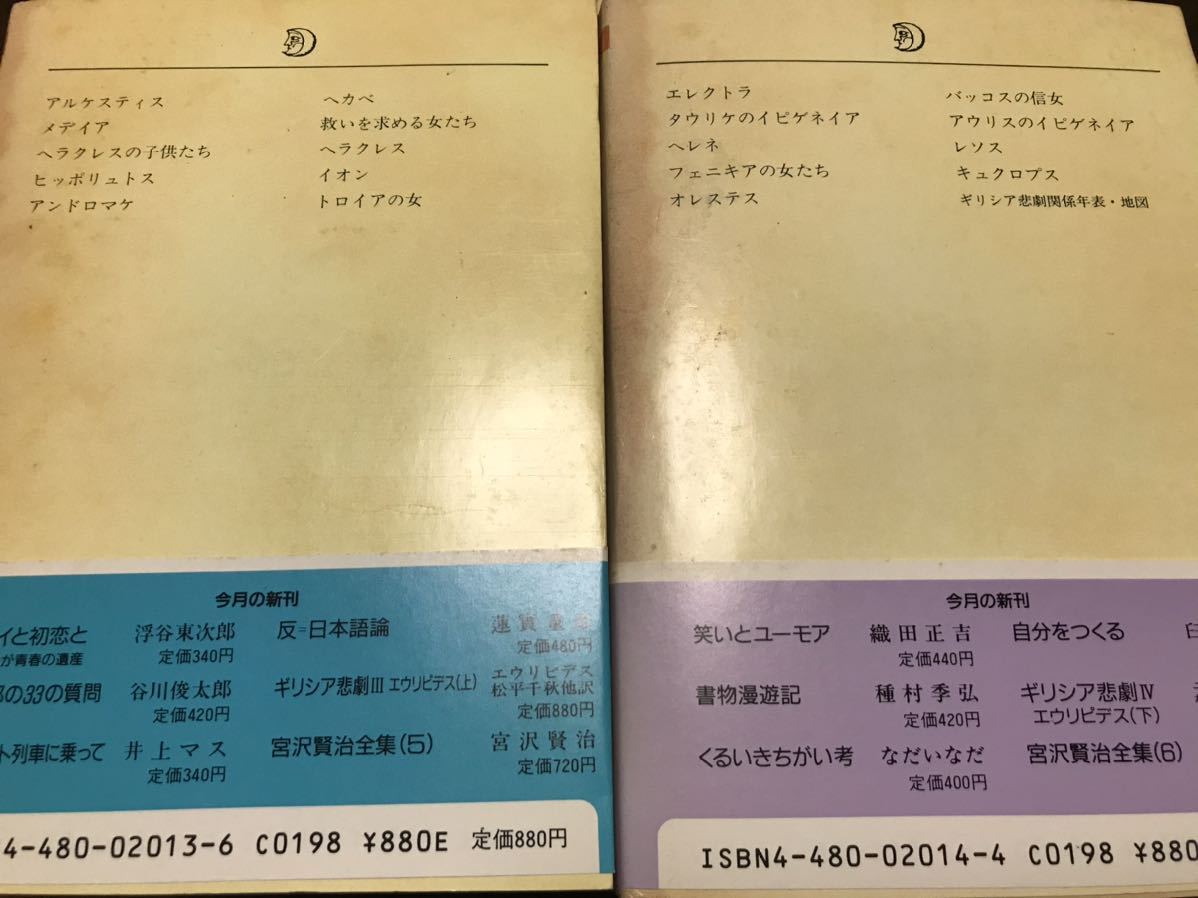 アルケスティス
メデイア
ヘラクレスの子供たち
ヒッポリュトス
アンドロマケ
ヘカベ
救いを求める女たち
ヘラクレス
イオン
トロイアの女
今月の新刊
イと初恋と 浮谷東次郎
が青春の遺産 定価340円
の33の質問 谷川俊太郎
定価420円
ト列車に乗って 井上マス
定価340円
反=日本語論 蓮實重彦
定価480円
ギリシア悲劇III エウリピデス(上) エウリピデス
松平千秋他訳
定価880円
宮沢賢治全集(5) 宮沢賢治
定価720円
4-480-02013-6 C0198 ¥880E 定価880円
エレクトラ
タウリケのイピゲネイア
ヘレネ
フェニキアの女たち
オレステス
バッコスの信女
アウリスのイピゲネイア
レソス
キュクロプス
ギリシア悲劇関係年表・地図
今月の新刊
笑いとユーモア 織田正吉
定価440円
書物漫遊記 種村季弘
定価420円
くるいきちがい考 なだいなだ
定価400円
自分をつくる
ギリシア悲劇IV
エウリピデス(下)
宮沢賢治全集(6)
ISBN4-480-02014-4 C0198 ¥880